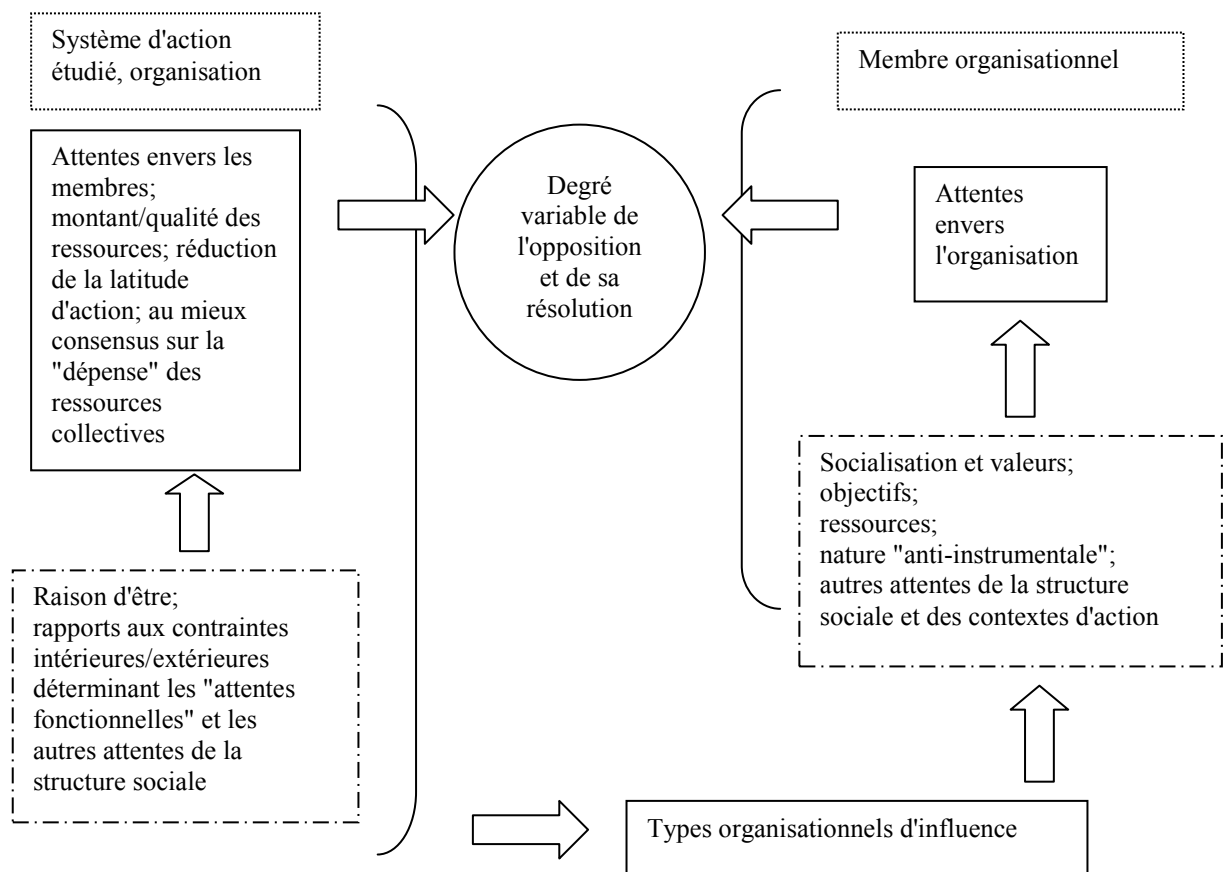 Système d'action
étudié, organisation
Attentes envers les
membres;
montant/qualité des
ressources; réduction
de la latitude
d'action; au mieux
consensus sur la
"dépense" des
ressources
collectives
Raison d'être;
rapports aux contraintes
intérieures/extérieures
déterminant les "attentes
fonctionnelles" et les
autres attentes de la
structure sociale
Degré
variable de
l'opposition
et de sa
résolution
Membre organisationnel
Attentes
envers
l'organisation
Socialisation et valeurs;
objectifs;
ressources;
nature "anti-instrumentale";
autres attentes de la structure
sociale et des contextes d'action
Types organisationnels d'influence